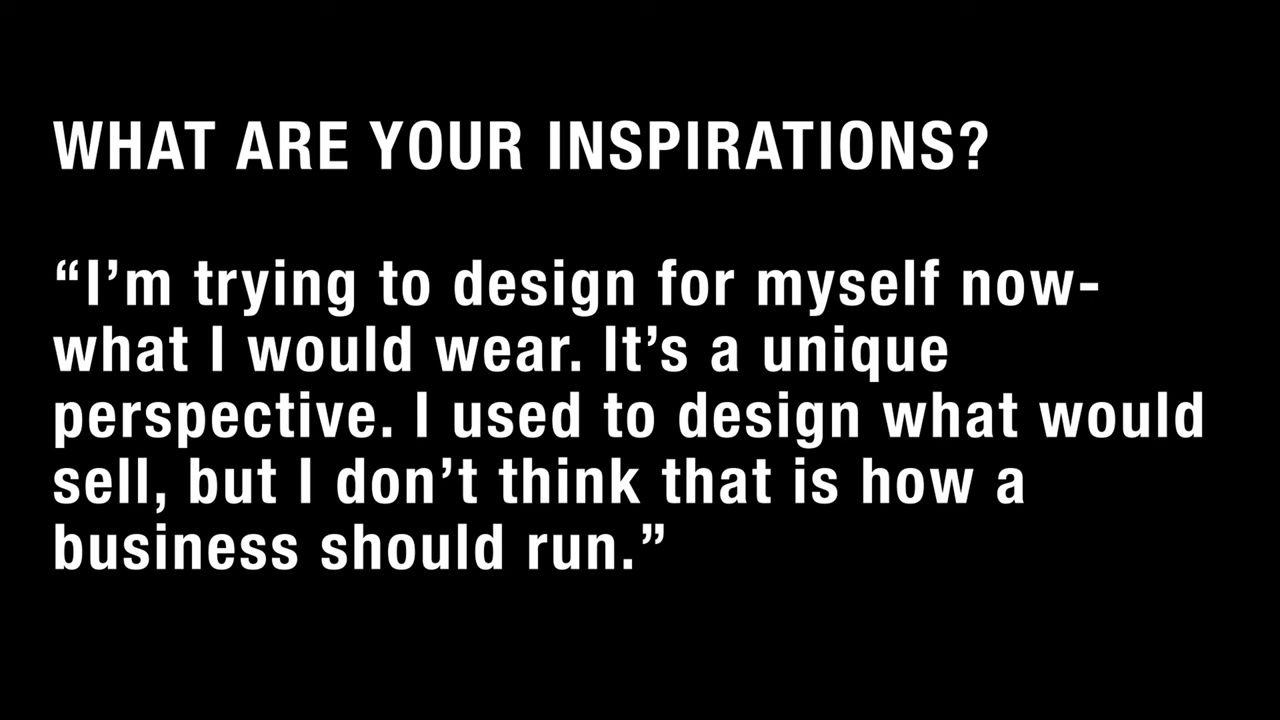 WHAT ARE YOUR INSPIRATIONS?
“I’m trying to design for myself now-
what I would wear. It’s a unique
perspective. I used to design what would
sell, but I don’t think that is how a
business should run.”